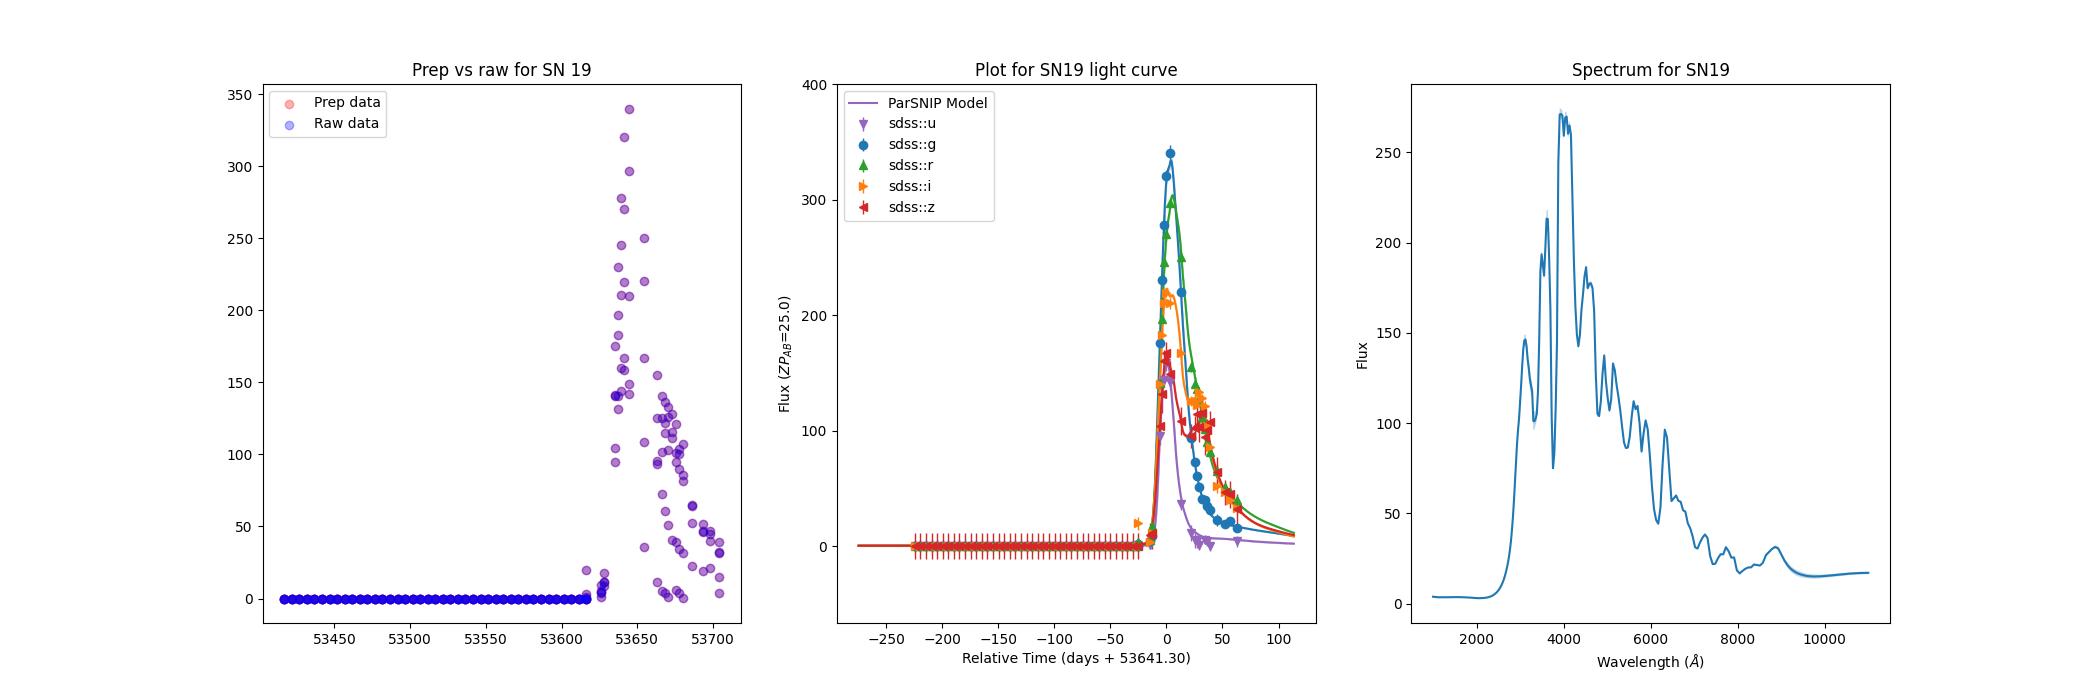 Prep vs raw for SN 19
Prep data
Raw data
350
300
250
200
150
100
50
0
53450 53500 53550 53600 53650 53700
Plot for SN19 light curve
ParSNIP Model
sdss::u
sdss::g
sdss::r
sdss::i
sdss::z
400
300
200
100
0
Flux (ZP_AB=25.0)
−250 −200 −150 −100 −50 0 50 100
Relative Time (days + 53641.30)
Spectrum for SN19
250
200
150
100
50
0
Flux
2000 4000 6000 8000 10000
Wavelength (Å)